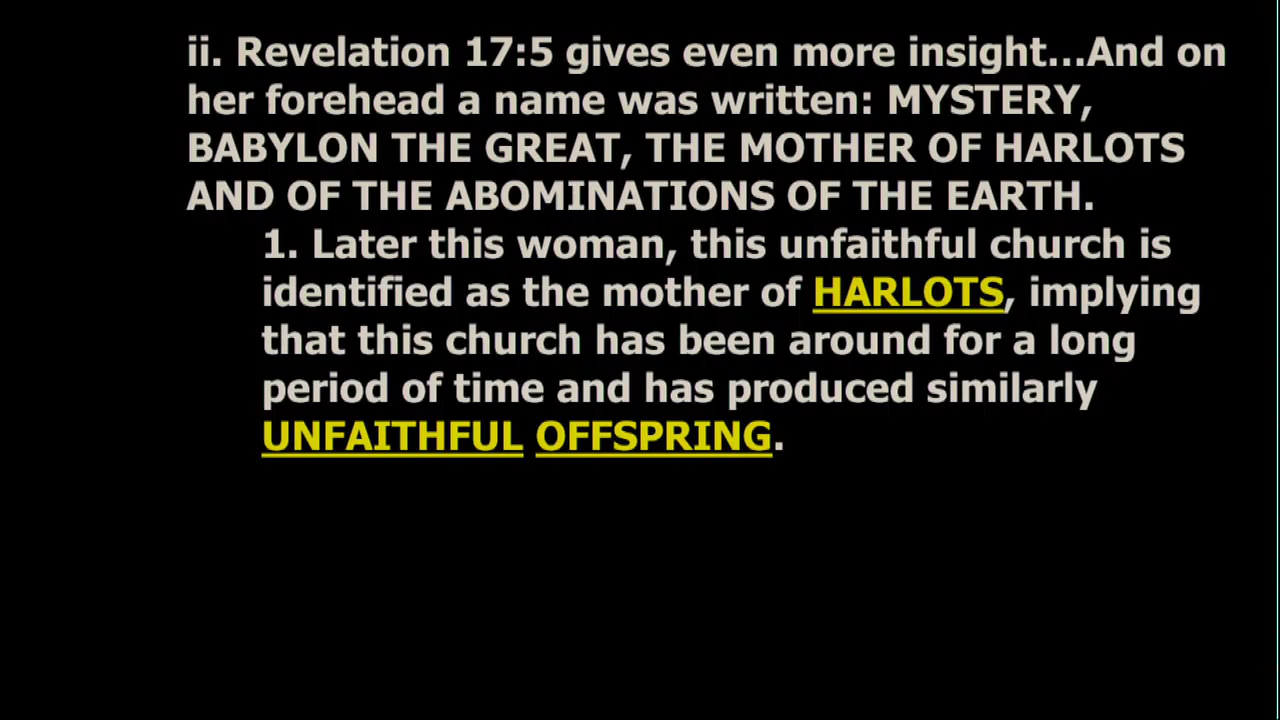 ii. Revelation 17:5 gives even more insight...And on
her forehead a name was written: MYSTERY,
BABYLON THE GREAT, THE MOTHER OF HARLOTS
AND OF THE ABOMINATIONS OF THE EARTH.
1. Later this woman, this unfaithful church is
identified as the mother of HARLOTS, implying
that this church has been around for a long
period of time and has produced similarly
UNFAITHFUL OFFSPRING.